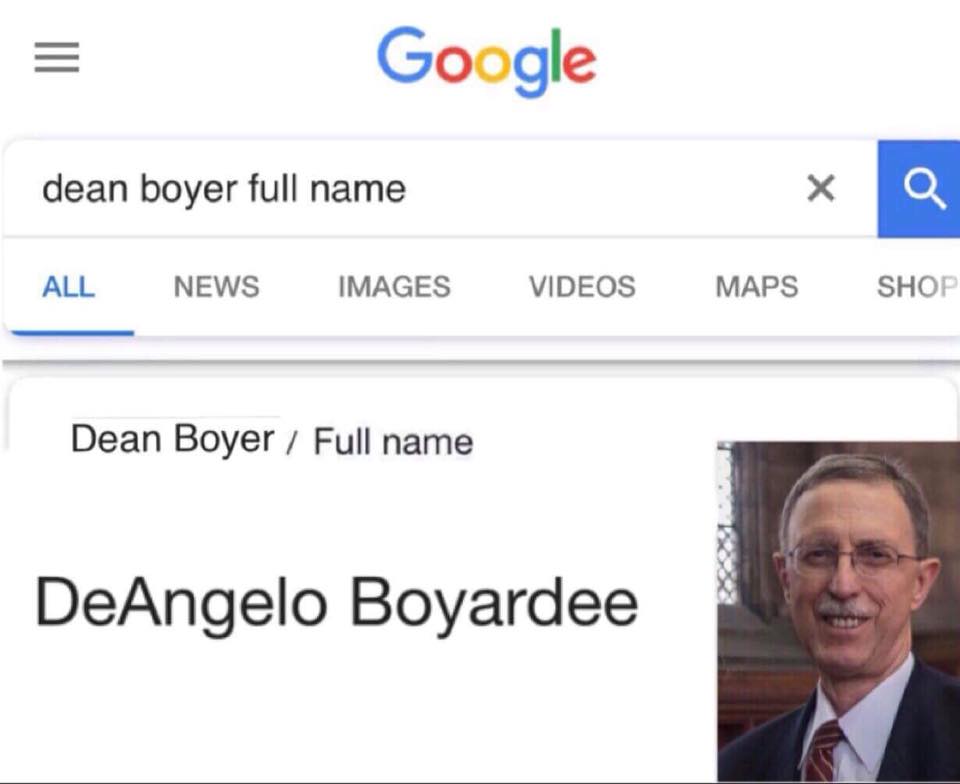 Google
dean boyer full name
ALL NEWS IMAGES VIDEOS MAPS SHOP
Dean Boyer / Full name
DeAngelo Boyardee